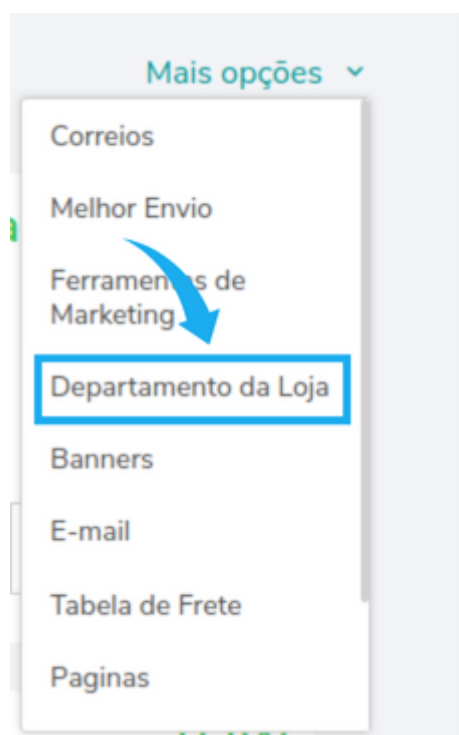 Mais opções
Correios
Melhor Envio
Ferramentas de
Marketing
Departamento da Loja
Banners
E-mail
Tabela de Frete
Paginas